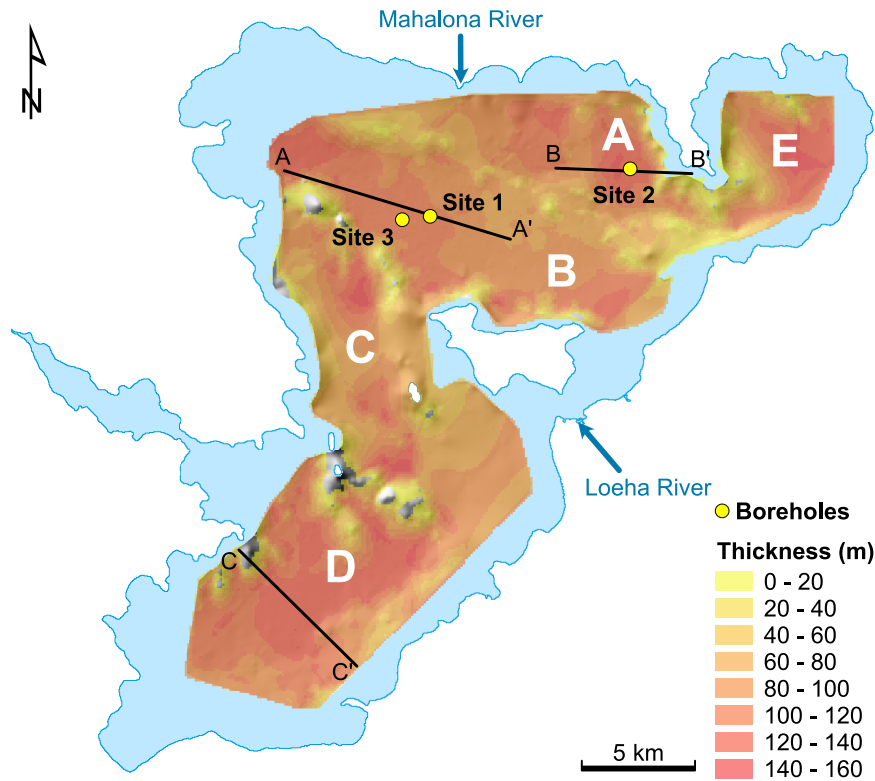 Mahalona River
N
A
E
A
B
B'
Site 2
Site 1
Site 3
A'
B
C
Loeha River
Boreholes
Thickness (m)
0 - 20
20 - 40
40 - 60
60 - 80
80 - 100
100 - 120
120 - 140
140 - 160
C
D
C'
5 km